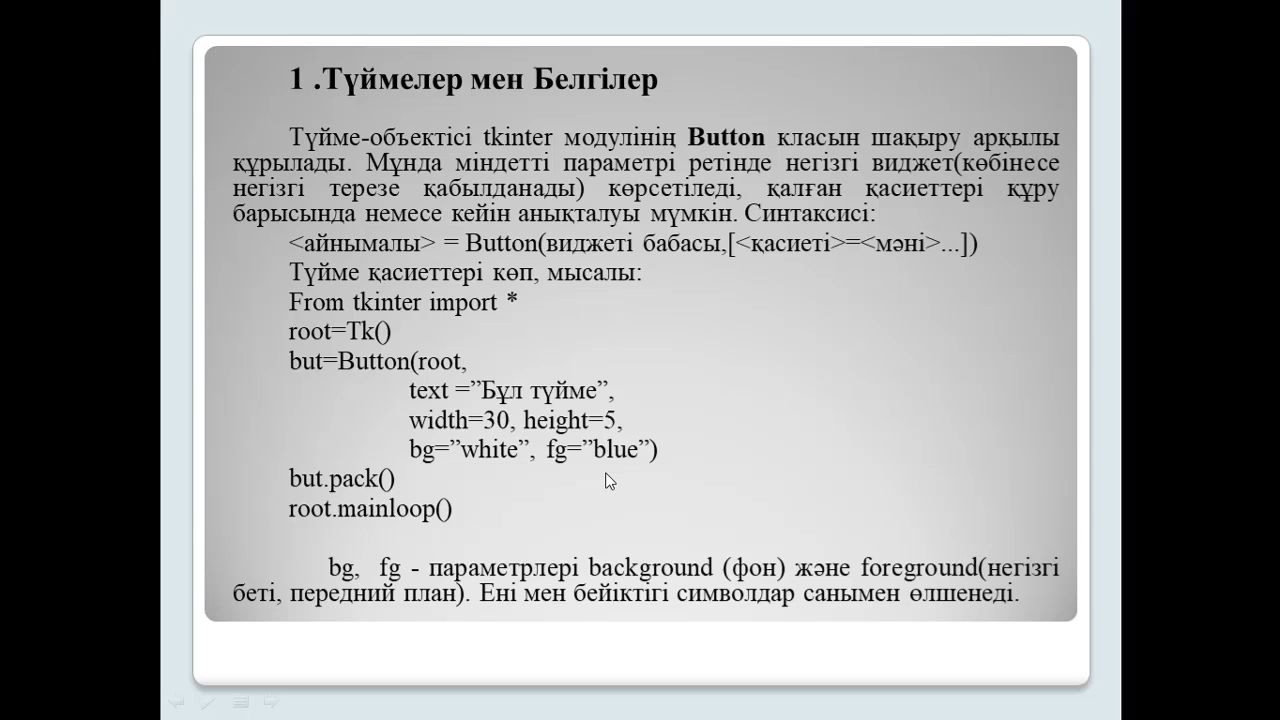 1 .Түймелер мен Белгілер
Түйме-объектісі tkinter модулінің Button класын шақыру арқылы
құрылады. Мұнда міндетті параметрі ретінде негізгі виджет(көбінесе
негізгі терезе қабылданады) көрсетіледі, қалған қасиеттері құру
барысында немесе кейін анықталуы мүмкін. Синтаксисі:
<айнымалы> = Button(виджеті бабасы,[<қасиеті>=<мәні>...])
Түйме қасиеттері көп, мысалы:
From tkinter import *
root=Tk()
but=Button(root,
text =”Бұл түйме”,
width=30, height=5,
bg=”white”, fg=”blue”)
but.pack()
root.mainloop()
bg, fg - параметрлері background (фон) және foreground(негізгі
беті, передний план). Ені мен бейіктігі символдар санымен өлшенеді.